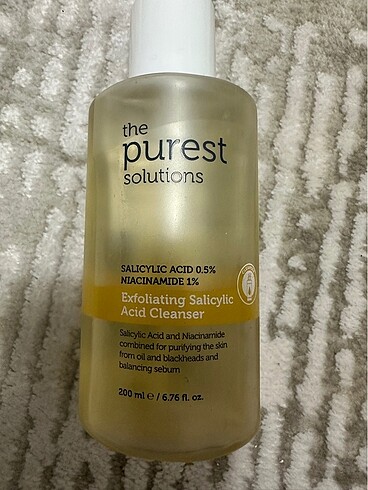 the
purest
solutions
SALICYLIC ACID 0.5%
NIACINAMIDE 1%
Exfoliating Salicylic
Acid Cleanser
Salicylic Acid and Niacinamide
combined for purifying the skin
from oil and blackheads and
balancing sebum
200 ml ℮ / 6.76 fl. oz.